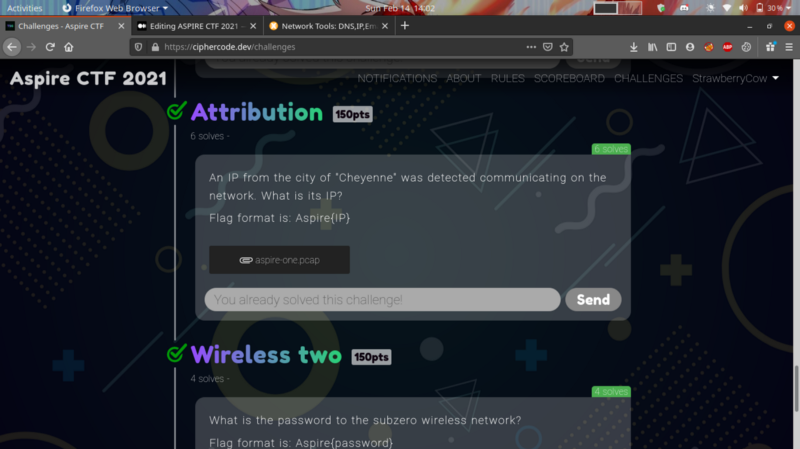 Activities Firefox Web Browser Sun Feb 14 14:02 30 %
Challenges - Aspire CTF Editing ASPIRE CTF 2021 – Network Tools: DNS,IP,Em
https://ciphercode.dev/challenges
Aspire CTF 2021 NOTIFICATIONS ABOUT RULES SCOREBOARD CHALLENGES StrawberryCow
Send
Attribution 150pts
6 solves -
6 solves
An IP from the city of "Cheyenne" was detected communicating on the
network. What is its IP?
Flag format is: Aspire{IP}
aspire-one.pcap
You already solved this challenge! Send
Wireless two 150pts
4 solves -
4 solves
What is the password to the subzero wireless network?
Flag format is: Aspire{password}